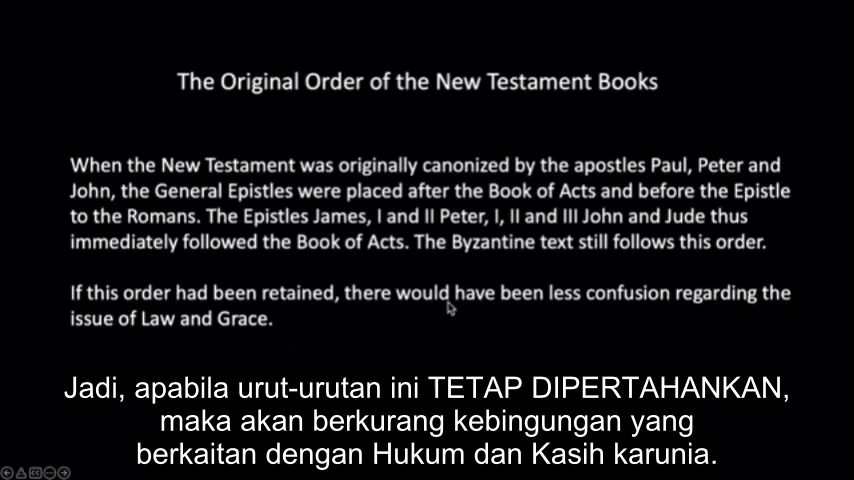 The Original Order of the New Testament Books
When the New Testament was originally canonized by the apostles Paul, Peter and
John, the General Epistles were placed after the Book of Acts and before the Epistle
to the Romans. The Epistles James, I and II Peter, I, II and III John and Jude thus
immediately followed the Book of Acts. The Byzantine text still follows this order.
If this order had been retained, there would have been less confusion regarding the
issue of Law and Grace.
Jadi, apabila urut-urutan ini TETAP DIPERTAHANKAN,
maka akan berkurang kebingungan yang
berkaitan dengan Hukum dan Kasih karunia.